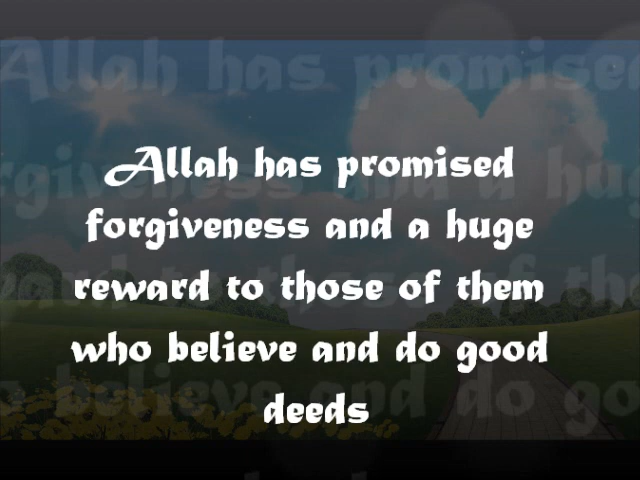 Allah has promised
forgiveness and a huge
reward to those of them
who believe and do good
deeds